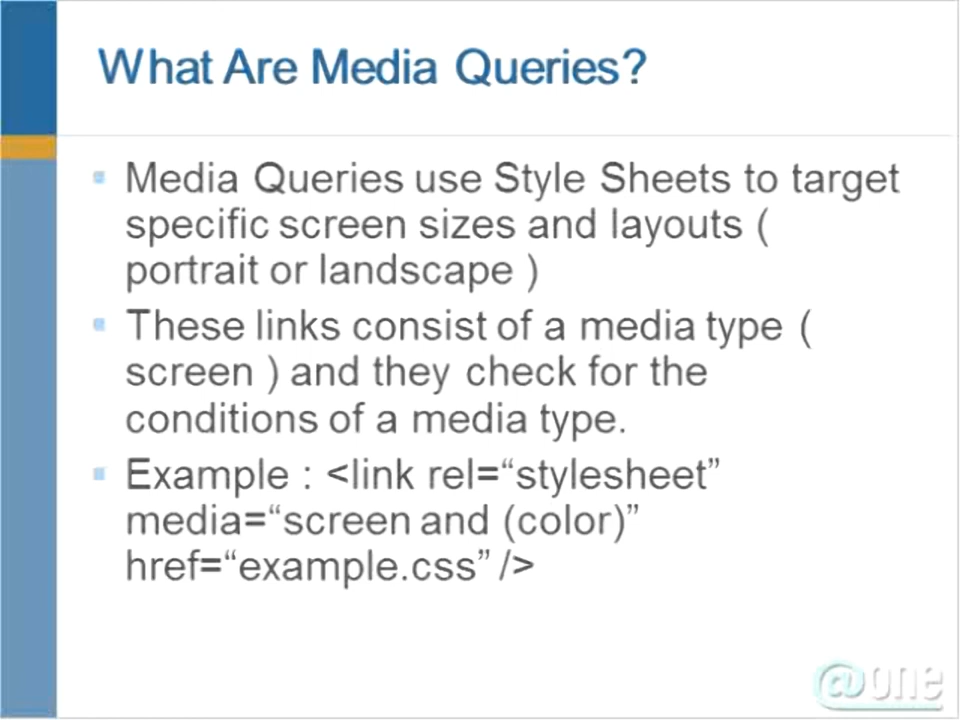 What Are Media Queries?
Media Queries use Style Sheets to target
specific screen sizes and layouts (
portrait or landscape )
These links consist of a media type (
screen ) and they check for the
conditions of a media type.
Example : <link rel=“stylesheet”
media=“screen and (color)”
href=“example.css” />
@one